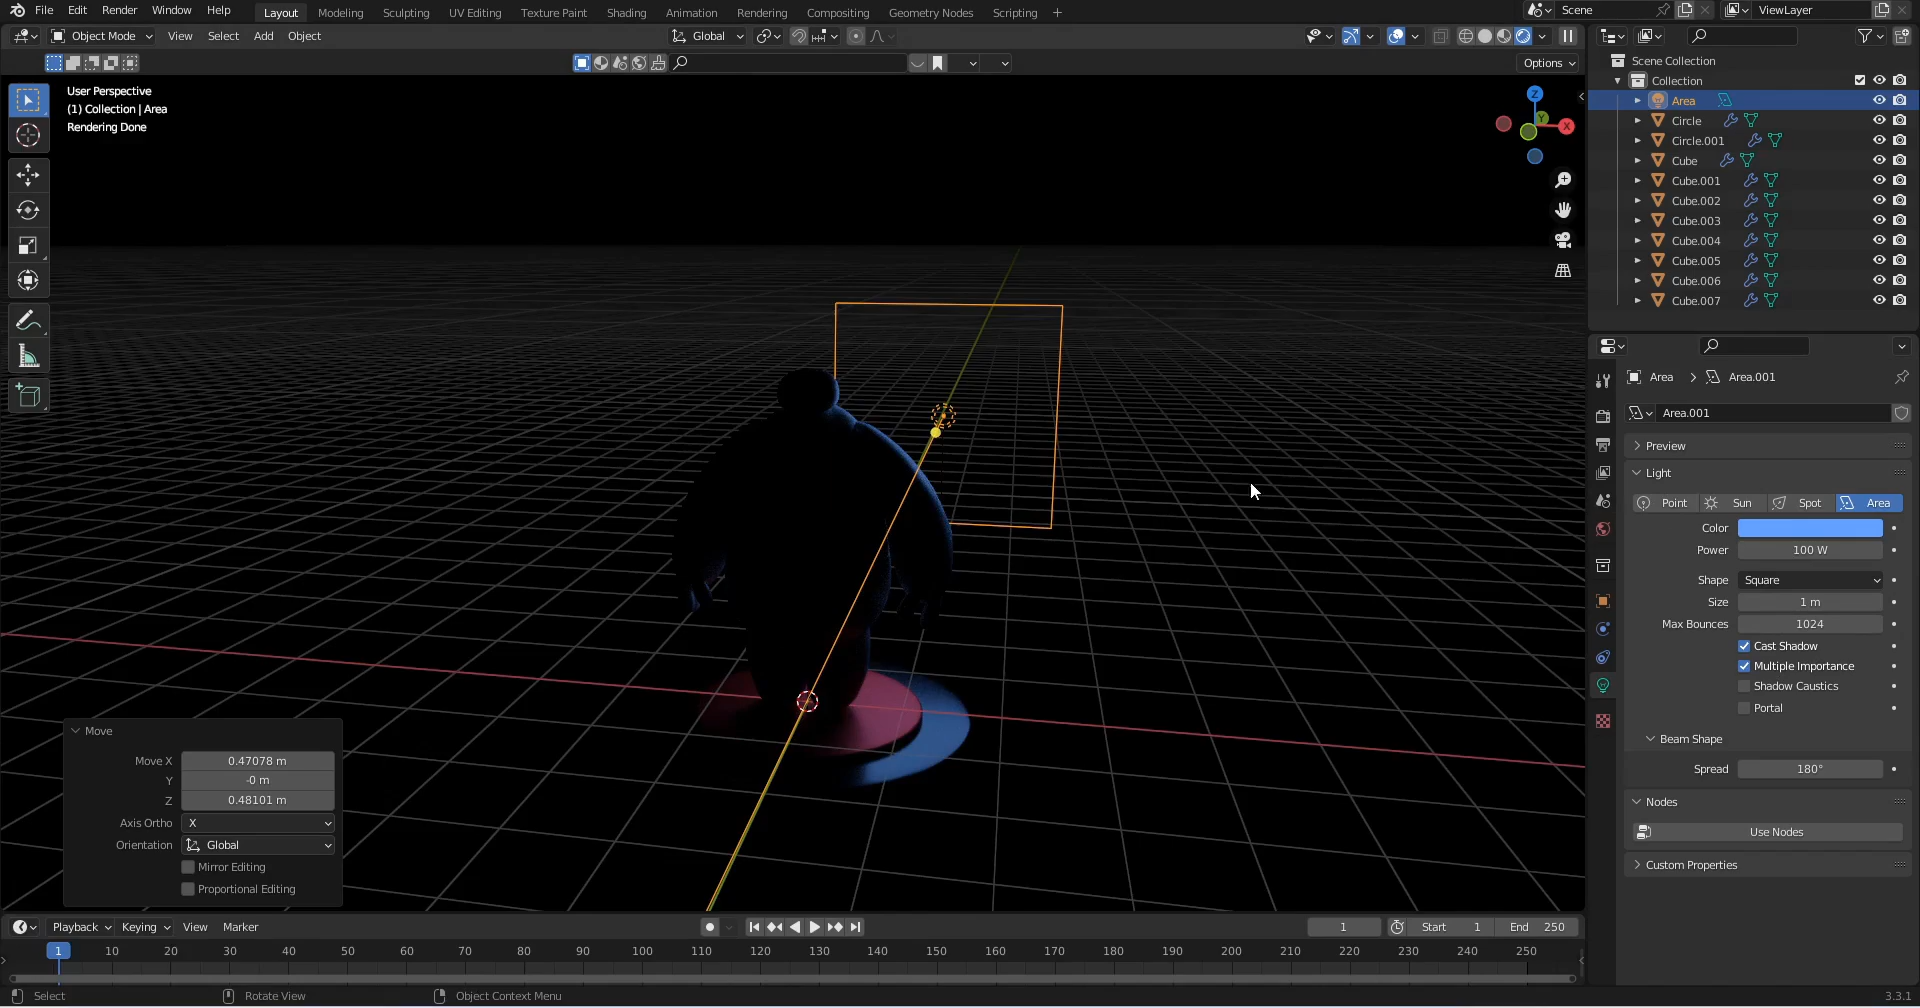 File Edit Render Window Help Layout Modeling Sculpting UV Editing Texture Paint Shading Animation Rendering Compositing Geometry Nodes Scripting + Scene ViewLayer
Object Mode View Select Add Object Global
Options
User Perspective
(1) Collection | Area
Rendering Done
Z
Y
X
Scene Collection
Collection
Area
Circle
Circle.001
Cube
Cube.001
Cube.002
Cube.003
Cube.004
Cube.005
Cube.006
Cube.007
Area > Area.001
Area.001
Preview
Light
Point Sun Spot Area
Color
Power 100 W
Shape Square
Size 1 m
Max Bounces 1024
Cast Shadow
Multiple Importance
Shadow Caustics
Portal
Beam Shape
Spread 180°
Nodes
Use Nodes
Custom Properties
Move
Move X 0.47078 m
Y -0 m
Z 0.48101 m
Axis Ortho X
Orientation Global
Mirror Editing
Proportional Editing
Playback Keying View Marker 1 Start 1 End 250
1 10 20 30 40 50 60 70 80 90 100 110 120 130 140 150 160 170 180 190 200 210 220 230 240 250
Select Rotate View Object Context Menu 3.3.1